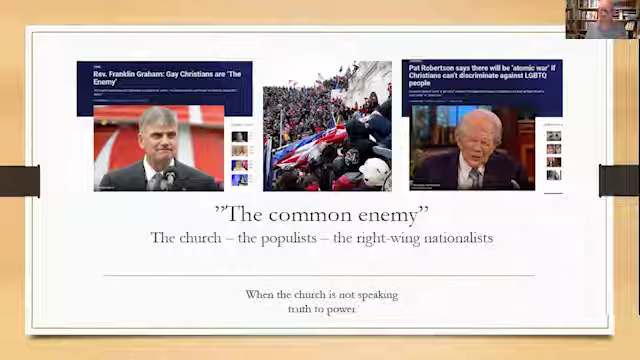 Rev. Franklin Graham: Gay Christians are 'The
Enemy'
Pat Robertson says there will be 'atomic war' if
Christians can't discriminate against LGBTQ
people
”The common enemy”
The church – the populists – the right-wing nationalists
When the church is not speaking
truth to power